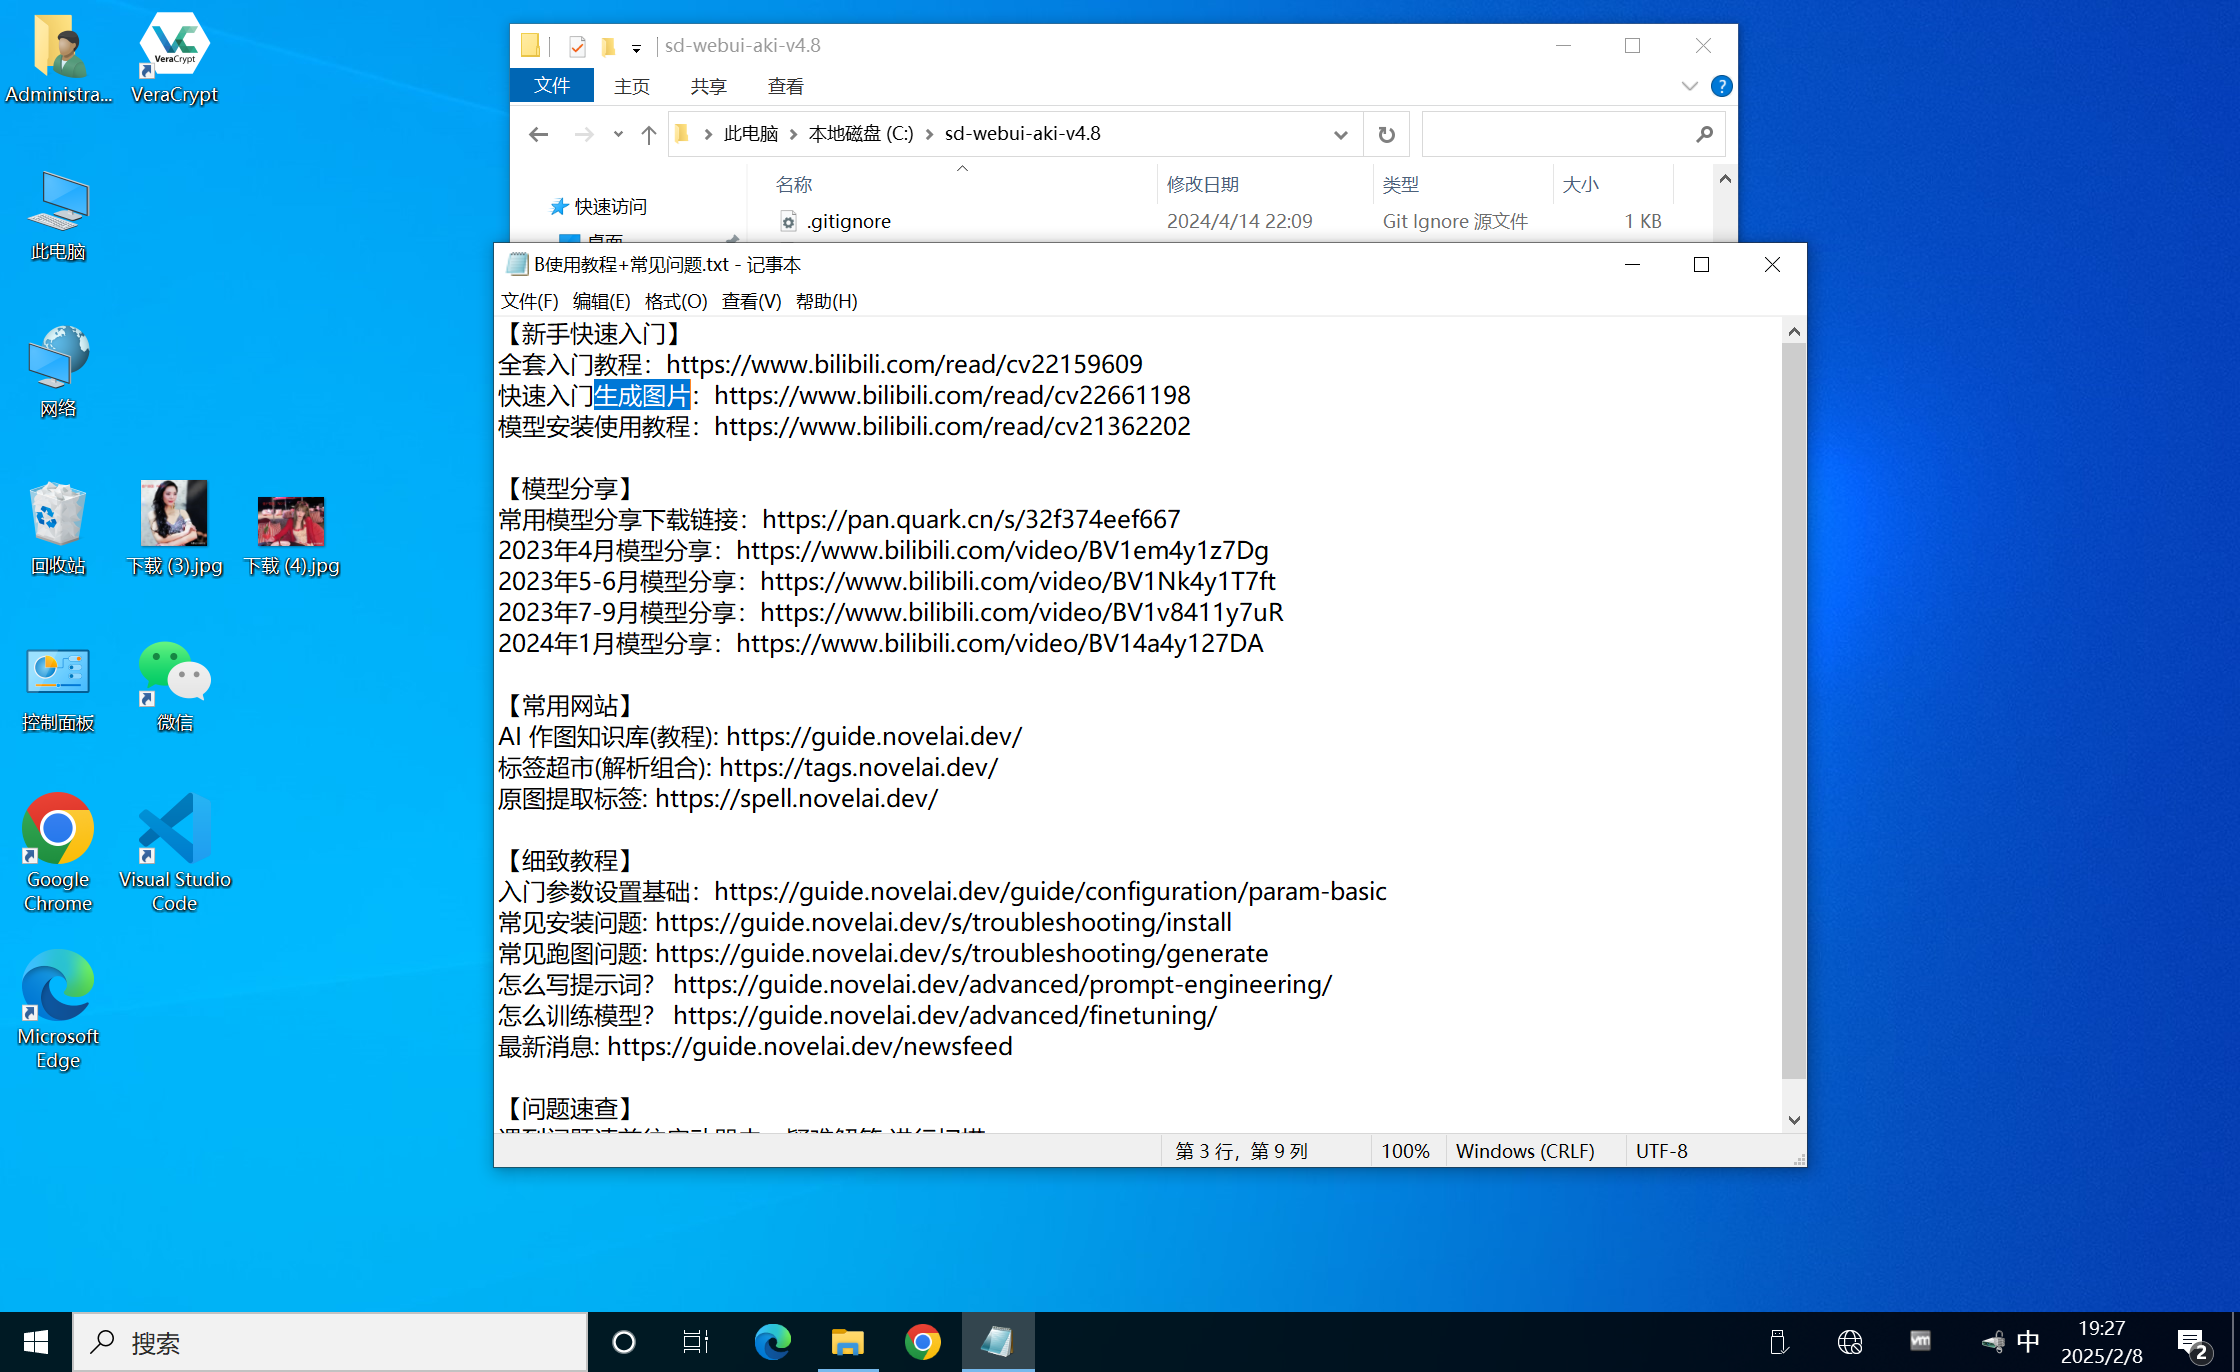 Administra...
VeraCrypt
此电脑
网络
回收站
下载 (3).jpg
下载 (4).jpg
控制面板
微信
Google Chrome
Visual Studio Code
Microsoft Edge
sd-webui-aki-v4.8
文件 主页 共享 查看
此电脑 本地磁盘 (C:) sd-webui-aki-v4.8
名称 修改日期 类型 大小
快速访问
.gitignore 2024/4/14 22:09 Git Ignore 源文件 1 KB
桌面
B使用教程+常见问题.txt - 记事本
文件(F) 编辑(E) 格式(O) 查看(V) 帮助(H)
【新手快速入门】
全套入门教程：https://www.bilibili.com/read/cv22159609
快速入门生成图片：https://www.bilibili.com/read/cv22661198
模型安装使用教程：https://www.bilibili.com/read/cv21362202
【模型分享】
常用模型分享下载链接：https://pan.quark.cn/s/32f374eef667
2023年4月模型分享：https://www.bilibili.com/video/BV1em4y1z7Dg
2023年5-6月模型分享：https://www.bilibili.com/video/BV1Nk4y1T7ft
2023年7-9月模型分享：https://www.bilibili.com/video/BV1v8411y7uR
2024年1月模型分享：https://www.bilibili.com/video/BV14a4y127DA
【常用网站】
AI 作图知识库(教程): https://guide.novelai.dev/
标签超市(解析组合): https://tags.novelai.dev/
原图提取标签: https://spell.novelai.dev/
【细致教程】
入门参数设置基础：https://guide.novelai.dev/guide/configuration/param-basic
常见安装问题: https://guide.novelai.dev/s/troubleshooting/install
常见跑图问题: https://guide.novelai.dev/s/troubleshooting/generate
怎么写提示词？ https://guide.novelai.dev/advanced/prompt-engineering/
怎么训练模型？ https://guide.novelai.dev/advanced/finetuning/
最新消息: https://guide.novelai.dev/newsfeed
【问题速查】
第 3 行，第 9 列 100% Windows (CRLF) UTF-8
搜索
中
19:27
2025/2/8
2